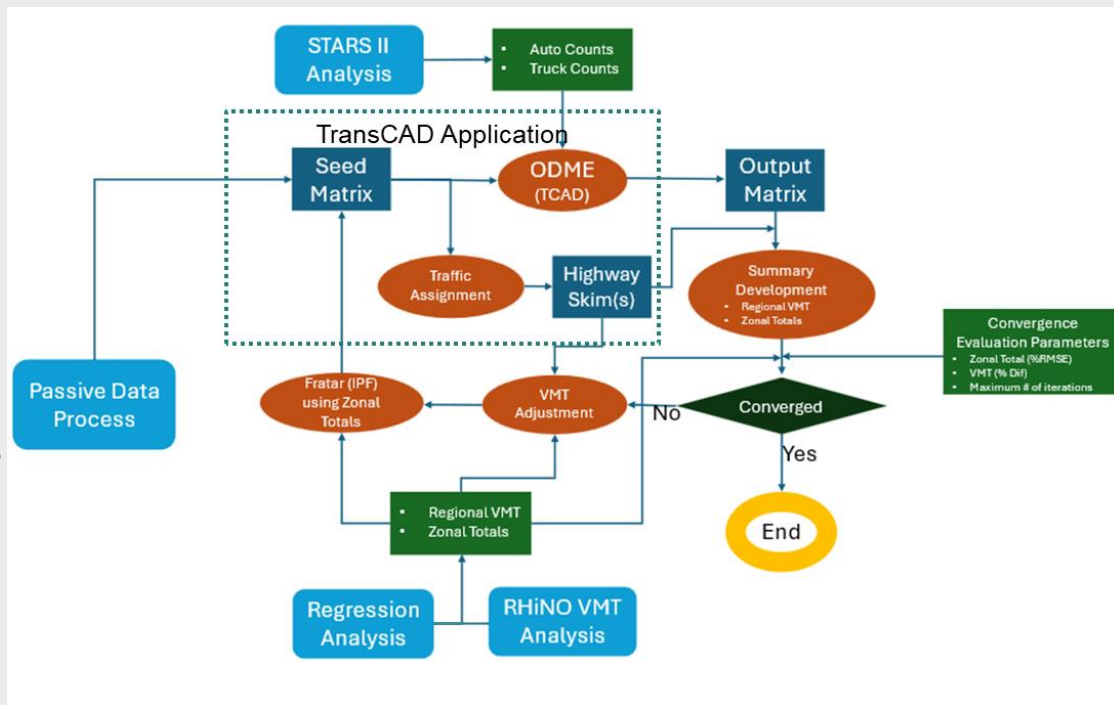 STARS II
Analysis
• Auto Counts
• Truck Counts
TransCAD Application
Seed
Matrix
ODME
(TCAD)
Output
Matrix
Traffic
Assignment
Highway
Skim(s)
Summary
Development
• Regional VMT
• Zonal Totals
Convergence
Evaluation Parameters
• Zonal Total (%RMSE)
• VMT (% Dif)
• Maximum # of iterations
Passive Data
Process
Fratar (IPF)
using Zonal
Totals
VMT
Adjustment
No
Converged
Yes
• Regional VMT
• Zonal Totals
End
Regression
Analysis
RHiNO VMT
Analysis